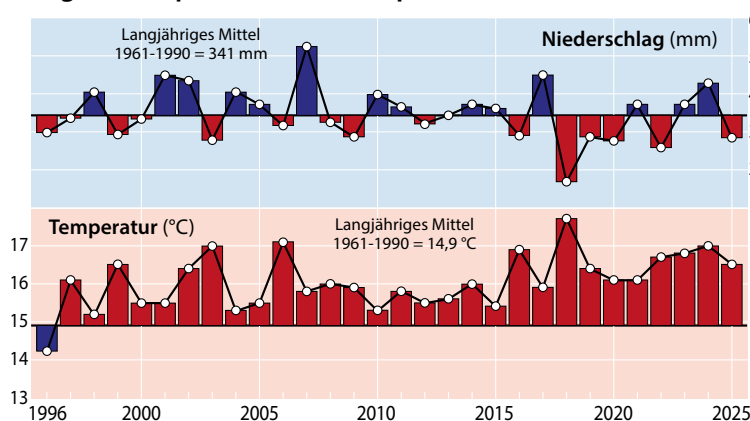 Langjähriges Mittel
1961-1990 = 341 mm
Niederschlag (mm)
Temperatur (°C)
Langjähriges Mittel
1961-1990 = 14,9 °C
17
16
15
14
13
1996 2000 2005 2010 2015 2020 2025